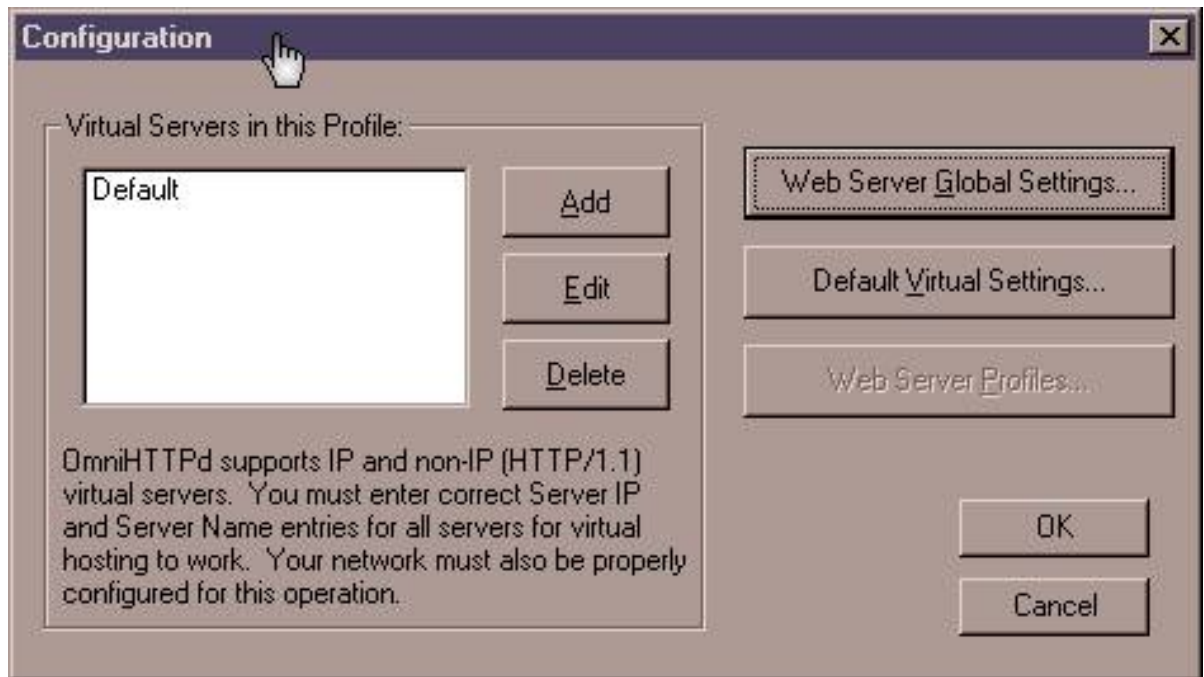 Configuration
Virtual Servers in this Profile:
Default
Add
Edit
Delete
OmniHTTPd supports IP and non-IP (HTTP/1.1)
virtual servers. You must enter correct Server IP
and Server Name entries for all servers for virtual
hosting to work. Your network must also be properly
configured for this operation.
Web Server Global Settings...
Default Virtual Settings...
Web Server Profiles...
OK
Cancel